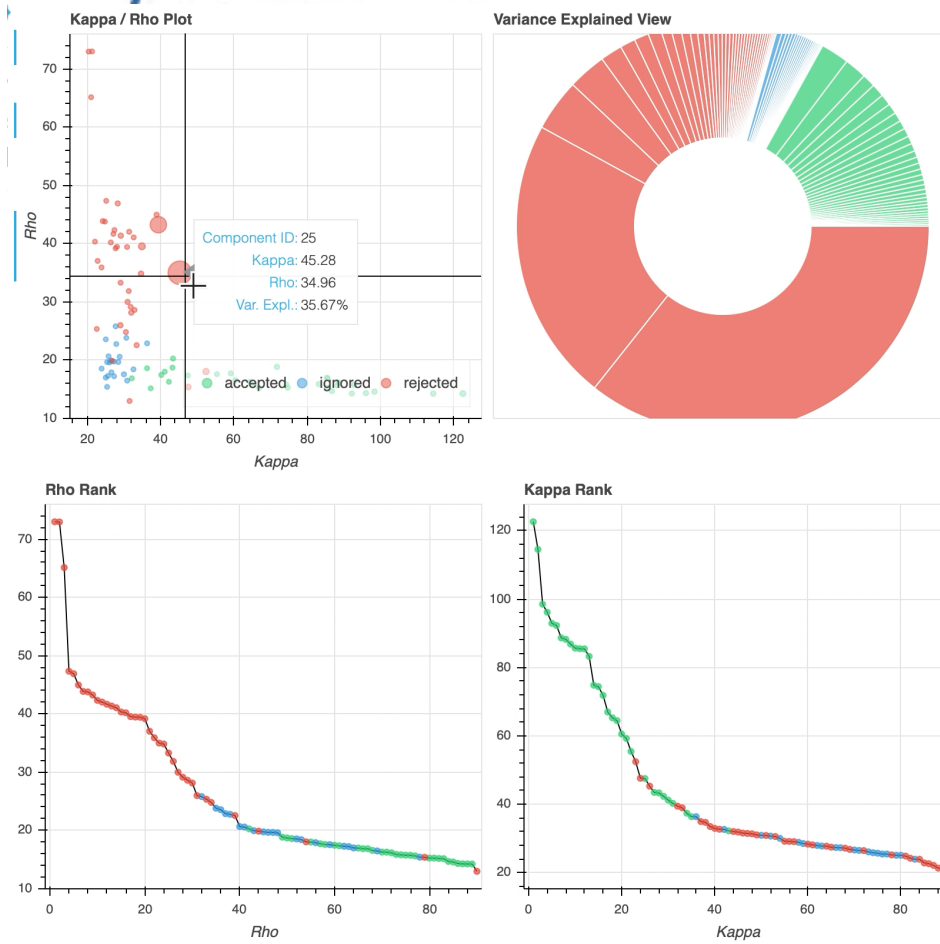 Kappa / Rho Plot
70
60
50
40
30
20
10
Rho
20
40
60
80
100
120
Kappa
Component ID: 25
Kappa: 45.28
Rho: 34.96
Var. Expl.: 35.67%
accepted
ignored
rejected
Variance Explained View
Rho Rank
70
60
50
40
30
20
10
0
20
40
60
80
Rho
Kappa Rank
120
100
80
60
40
20
0
20
40
60
80
Kappa